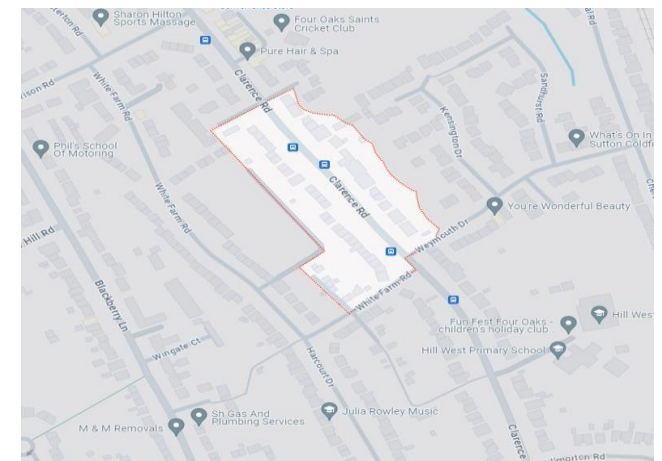 Sharon Hilton
Sports Massage
Four Oaks Saints
Cricket Club
Pure Hair & Spa
Clarence Rd
White Farm Rd
Kensington Dr
Sandhurst Rd
What's On In
Phil's School
Of Motoring
Clarence Rd
White Farm Rd
You're Wonderful Beauty
Weymouth Dr
Hill Rd
Blackberry Ln
White Farm Rd
Fun Fest Four Oaks -
children's holiday club...
Hill West
Hill West Primary School
Wingate Ct
Harcourt Dr
Sh Gas And
Plumbing Services
M & M Removals
Julia Rowley Music
Clarence